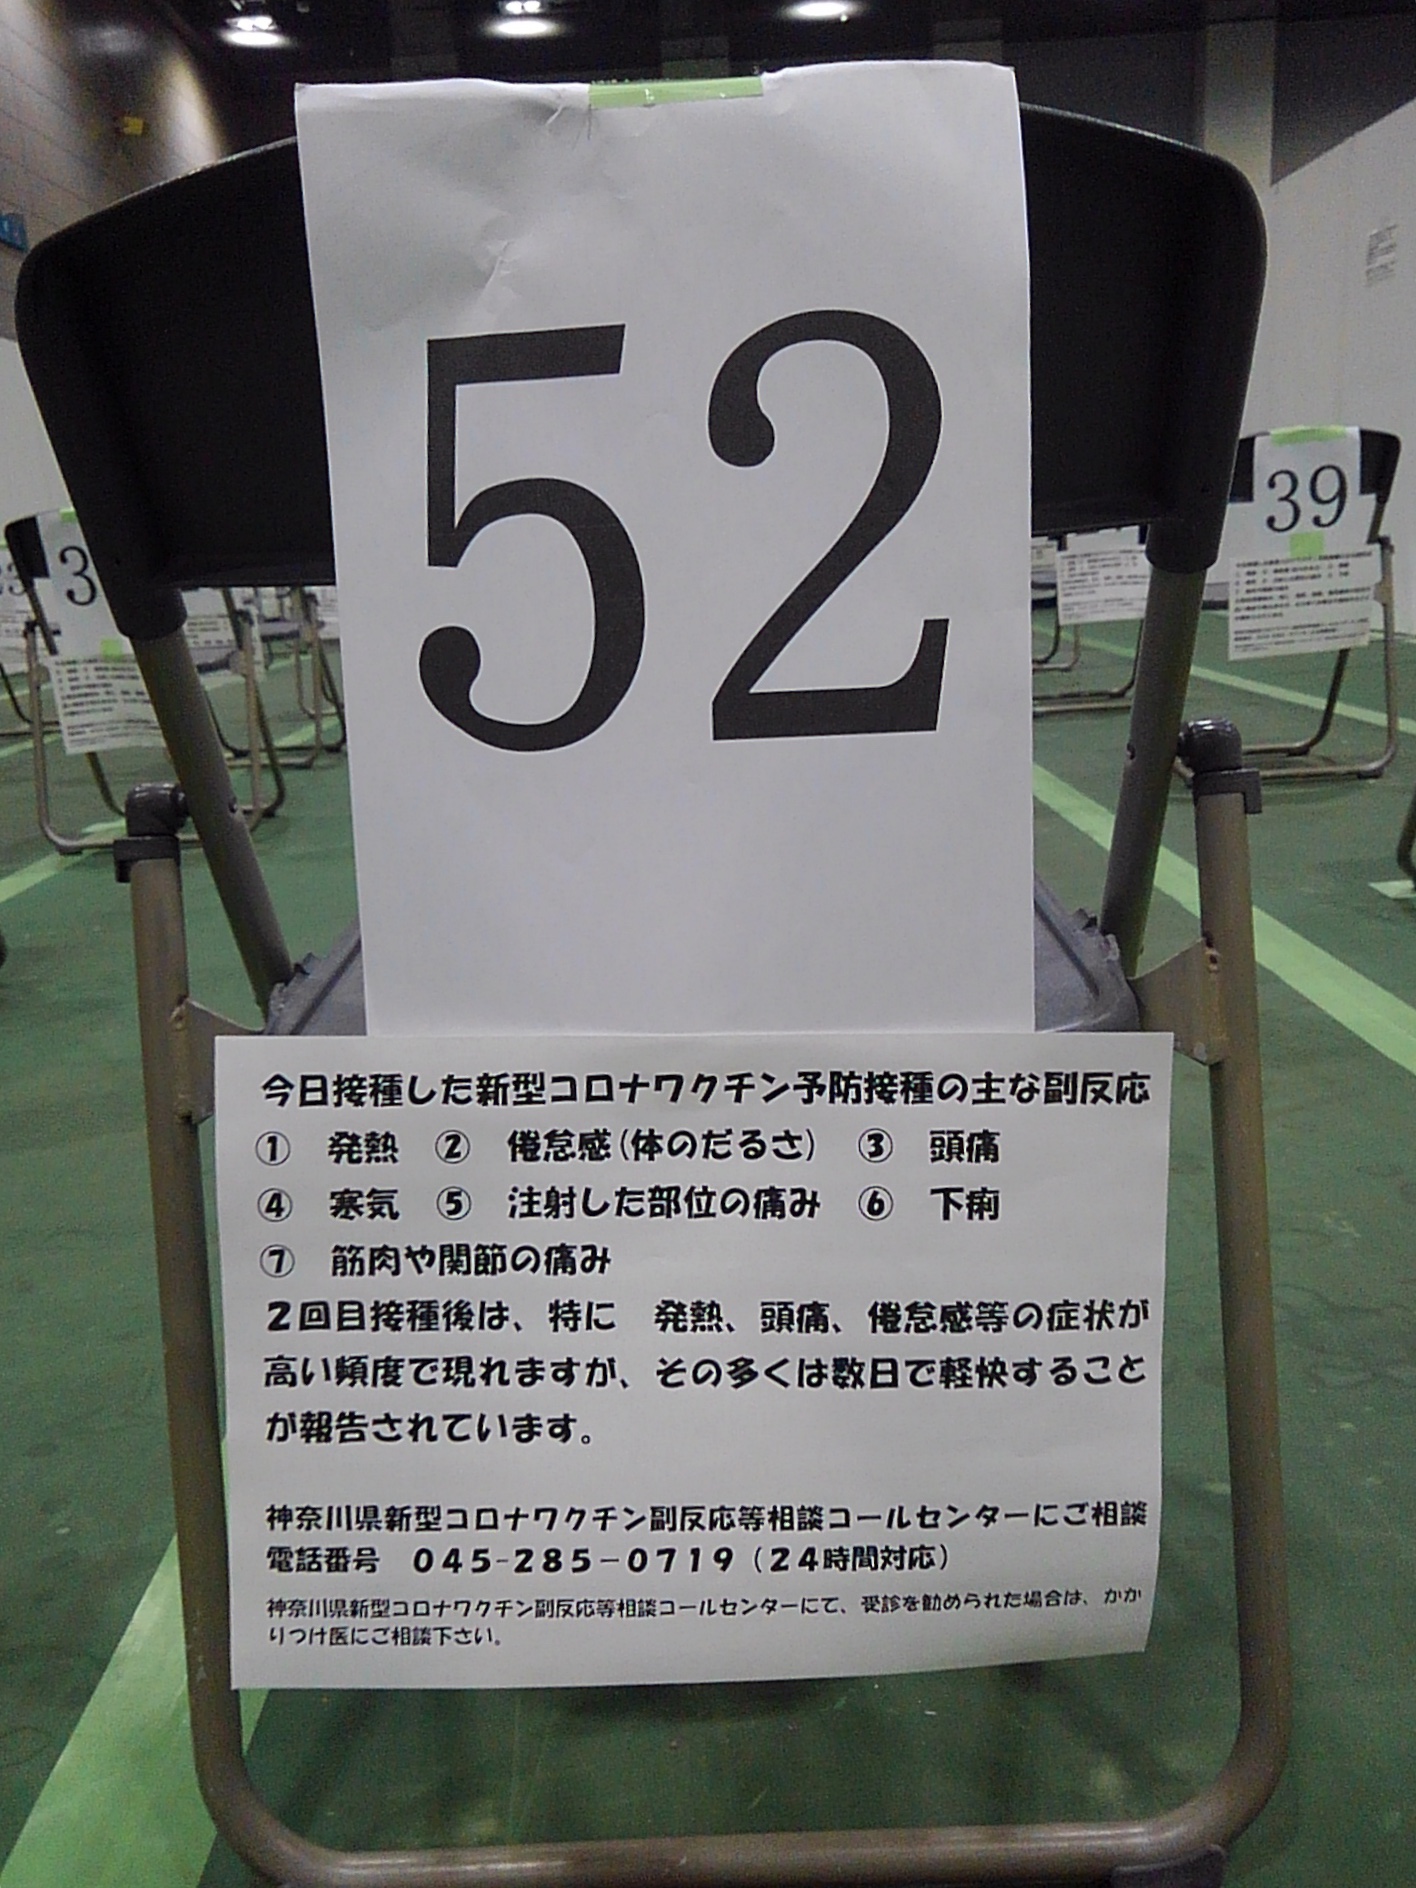 52
39
3
今日接種した新型コロナワクチン予防接種の主な副反応
① 発熱 ② 倦怠感(体のだるさ) ③ 頭痛
④ 寒気 ⑤ 注射した部位の痛み ⑥ 下痢
⑦ 筋肉や関節の痛み
2回目接種後は、特に 発熱、頭痛、倦怠感等の症状が
高い頻度で現れますが、その多くは数日で軽快すること
が報告されています。
神奈川県新型コロナワクチン副反応等相談コールセンターにご相談
電話番号 045-285-0719(24時間対応)
神奈川県新型コロナワクチン副反応等相談コールセンターにて、受診を勧められた場合は、かか
りつけ医にご相談下さい。